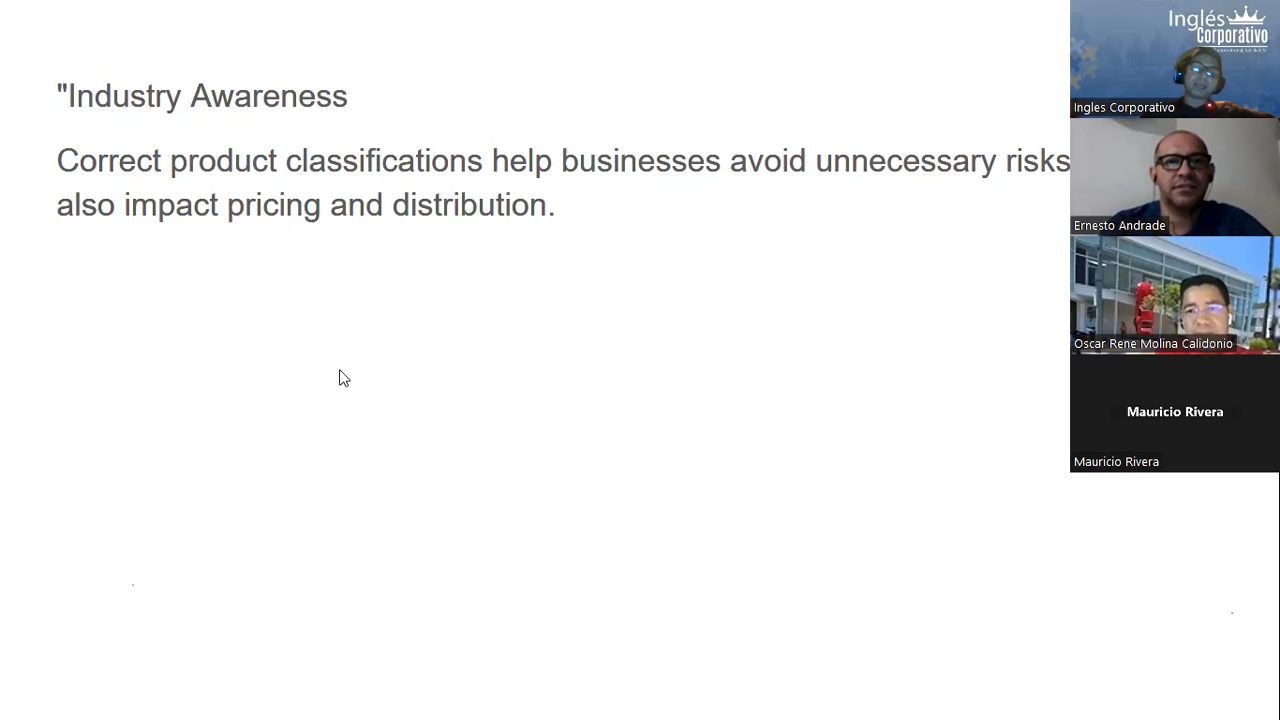 "Industry Awareness
Correct product classifications help businesses avoid unnecessary risks
also impact pricing and distribution.
Inglés
Corporativo
Ingles Corporativo
Ernesto Andrade
Oscar Rene Molina Calidonio
Mauricio Rivera
Mauricio Rivera